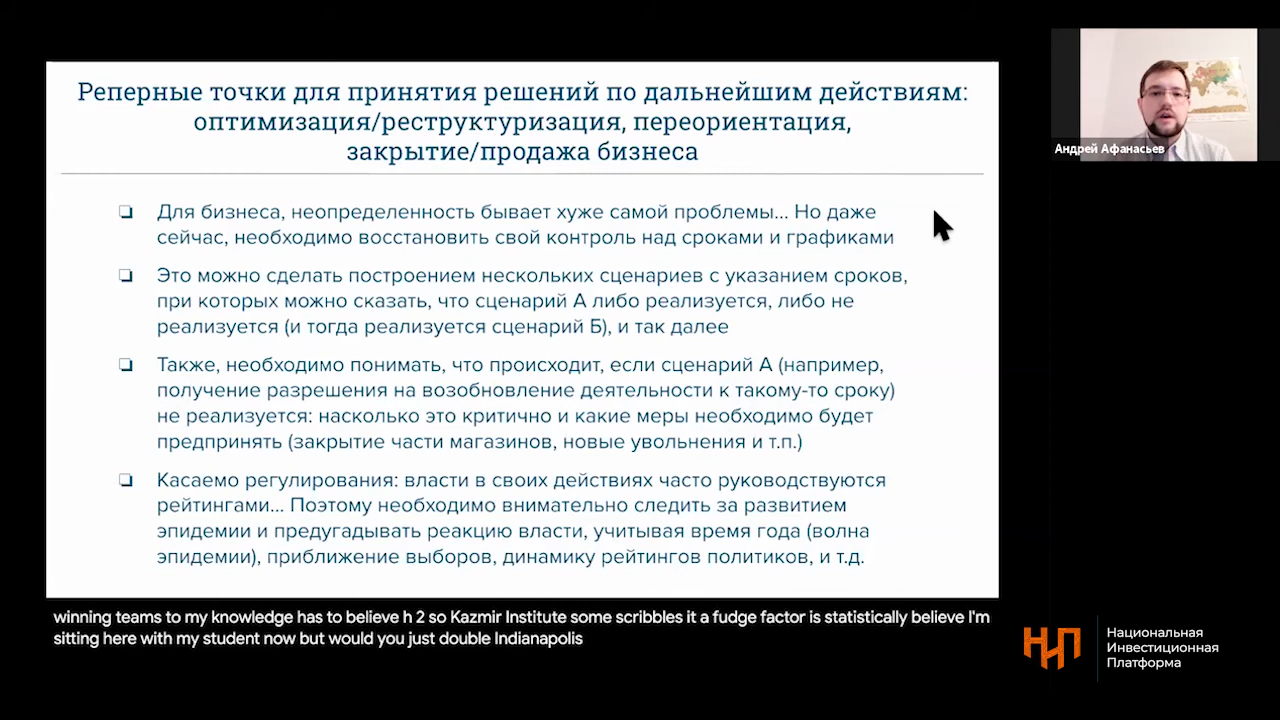 Реперные точки для принятия решений по дальнейшим действиям:
оптимизация/реструктуризация, переориентация,
закрытие/продажа бизнеса
Для бизнеса, неопределенность бывает хуже самой проблемы... Но даже
сейчас, необходимо восстановить свой контроль над сроками и графиками
Это можно сделать построением нескольких сценариев с указанием сроков,
при которых можно сказать, что сценарий А либо реализуется, либо не
реализуется (и тогда реализуется сценарий Б), и так далее
Также, необходимо понимать, что происходит, если сценарий А (например,
получение разрешения на возобновление деятельности к такому-то сроку)
не реализуется: насколько это критично и какие меры необходимо будет
предпринять (закрытие части магазинов, новые увольнения и т.п.)
Касаемо регулирования: власти в своих действиях часто руководствуются
рейтингами... Поэтому необходимо внимательно следить за развитием
эпидемии и предугадывать реакцию власти, учитывая время года (волна
эпидемии), приближение выборов, динамику рейтингов политиков, и т.д.
Андрей Афанасьев
winning teams to my knowledge has to believe h 2 so Kazmir Institute some scribbles it a fudge factor is statistically believe I'm
sitting here with my student now but would you just double Indianapolis
НИП
Национальная
Инвестиционная
Платформа